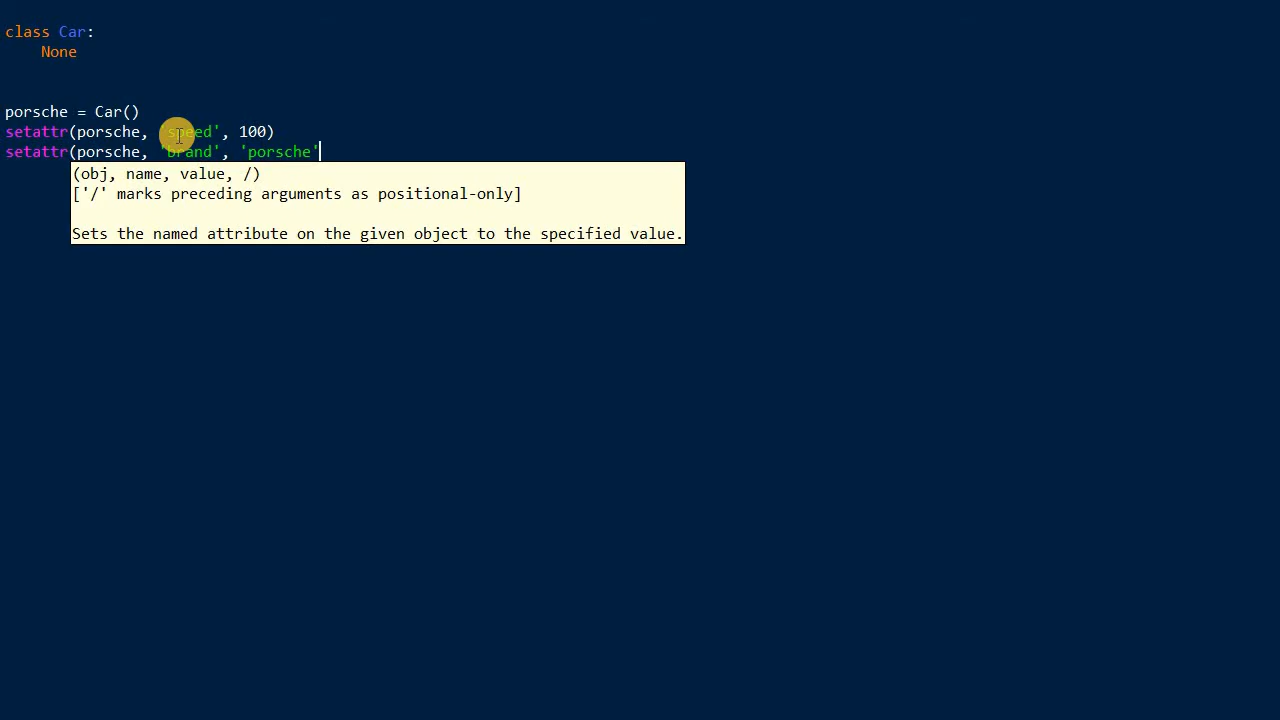 class Car:
    None
porsche = Car()
setattr(porsche, 'speed', 100)
setattr(porsche, 'brand', 'porsche'
(obj, name, value, /)
['/' marks preceding arguments as positional-only]
Sets the named attribute on the given object to the specified value.